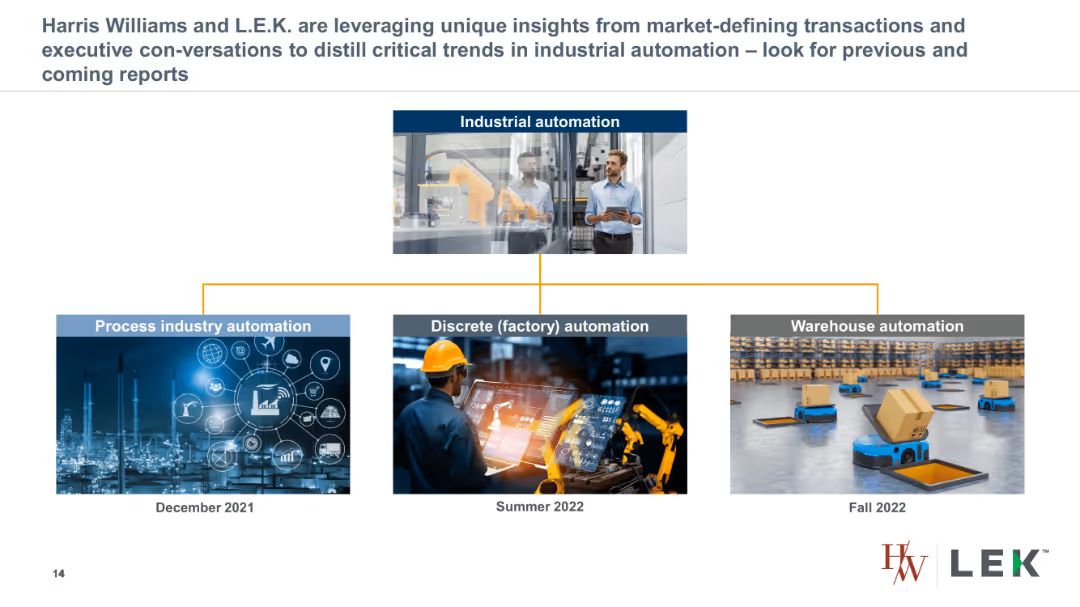 Harris Williams and L.E.K. are leveraging unique insights from market-defining transactions and
executive con-versations to distill critical trends in industrial automation – look for previous and
coming reports
Industrial automation
Process industry automation
Discrete (factory) automation
Warehouse automation
December 2021
Summer 2022
Fall 2022
14
HW
LEK™